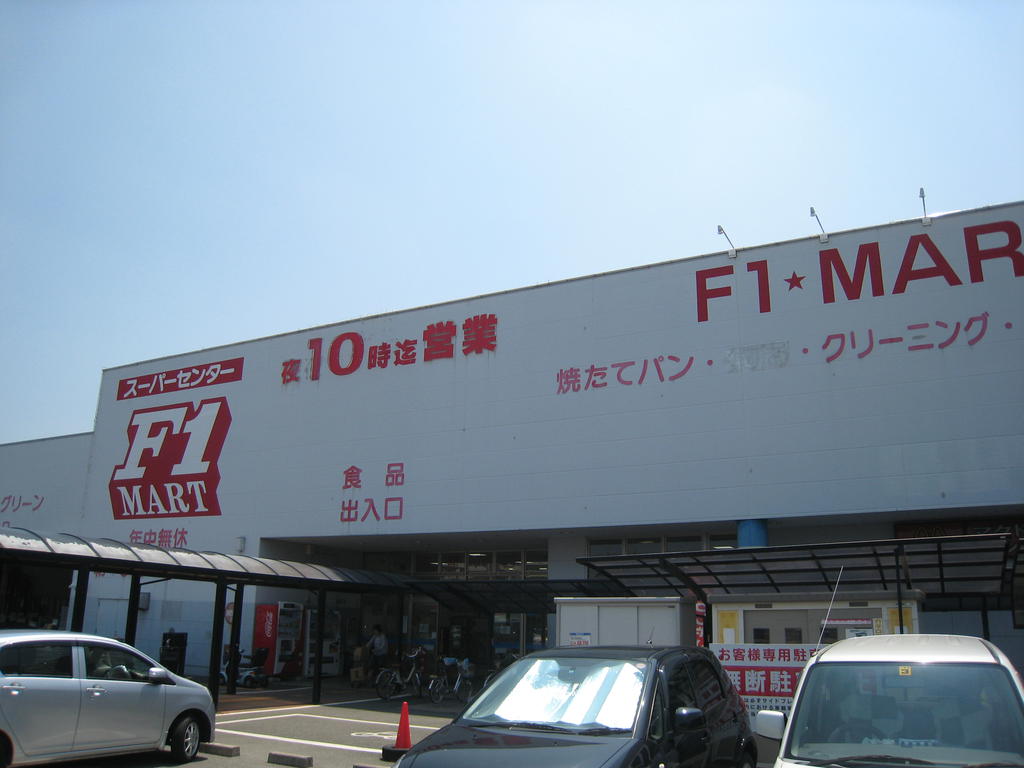 F1★MAR
夜10時迄営業
焼たてパン・ ・クリーニング・
スーパーセンター
F1
MART
年中無休
食品
出入口
グリーン
お客様専用駐
無断駐